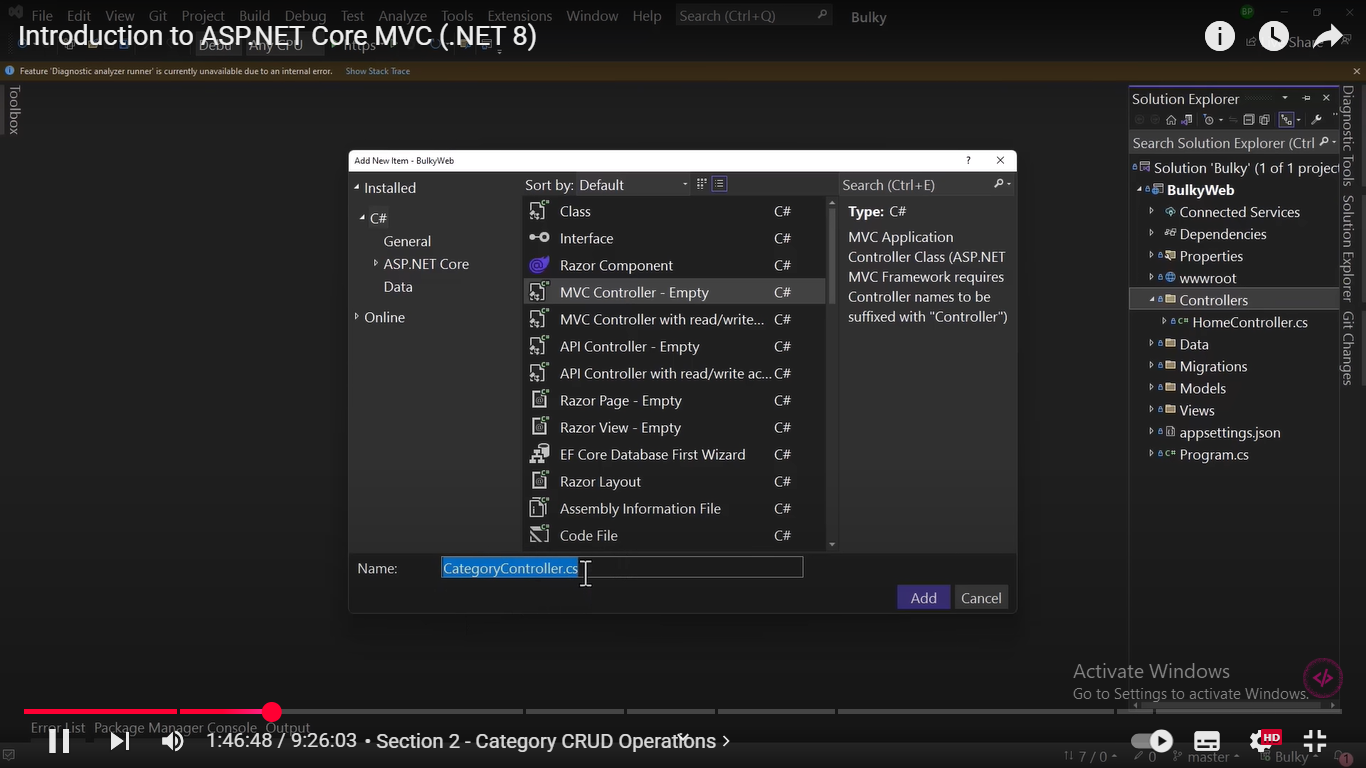 File Edit View Git Project Build Debug Test Analyze Tools Extensions Window Help Search (Ctrl+Q) Bulky BP
Introduction to ASP.NET Core MVC (.NET 8)
Debu Any CPU https Share
Feature 'Diagnostic analyzer runner' is currently unavailable due to an internal error. Show Stack Trace
Toolbox
Add New Item - BulkyWeb
Installed
C#
General
ASP.NET Core
Data
Online
Sort by: Default
Search (Ctrl+E)
Class C#
Interface C#
Razor Component C#
MVC Controller - Empty C#
MVC Controller with read/write... C#
API Controller - Empty C#
API Controller with read/write ac... C#
Razor Page - Empty C#
Razor View - Empty C#
EF Core Database First Wizard C#
Razor Layout C#
Assembly Information File C#
Code File C#
Type: C#
MVC Application
Controller Class (ASP.NET
MVC Framework requires
Controller names to be
suffixed with "Controller")
Name: CategoryController.cs
Add Cancel
Solution Explorer
Search Solution Explorer (Ctrl
Solution 'Bulky' (1 of 1 project
BulkyWeb
Connected Services
Dependencies
Properties
wwwroot
Controllers
C# HomeController.cs
Data
Migrations
Models
Views
appsettings.json
C# Program.cs
Diagnostic Tools
Solution Explorer
Git Changes
Activate Windows
Go to Settings to activate Windows.
Error List Package Manager Console Output
1:46:48 / 9:26:03 • Section 2 - Category CRUD Operations
HD
7 / 0 0 master Bulky 1